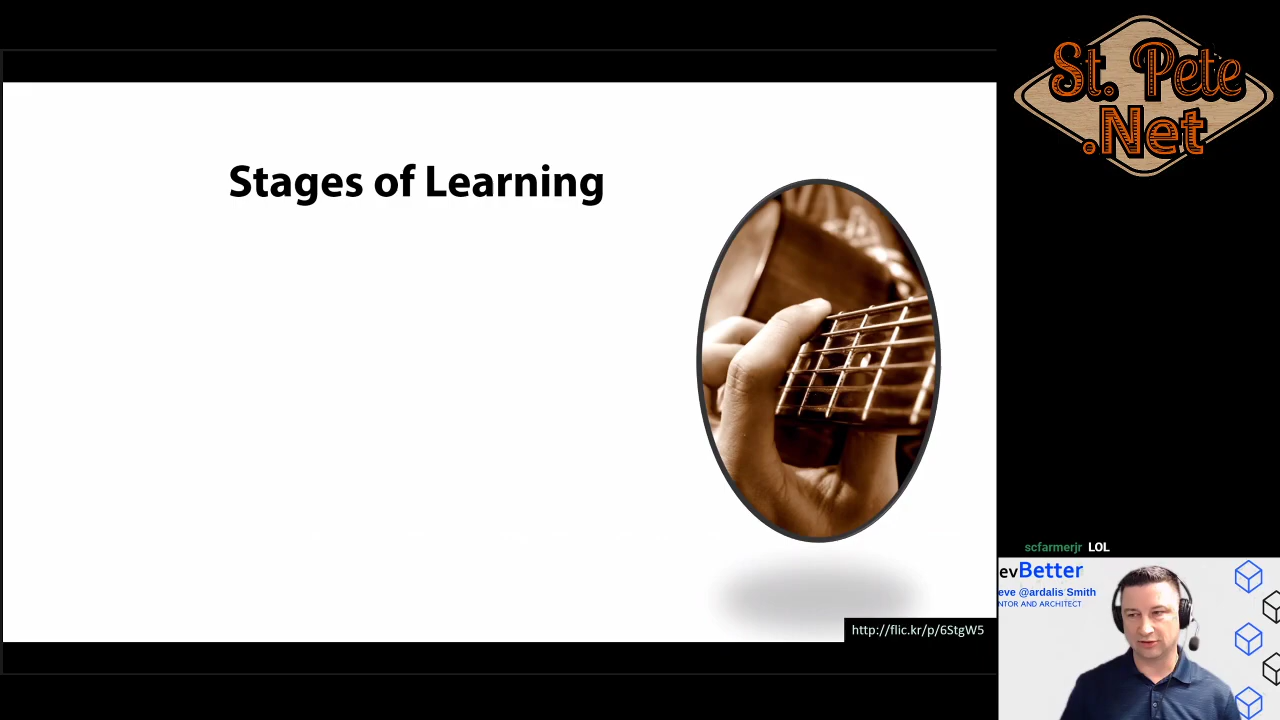 Stages of Learning
http://flic.kr/p/6StgW5
St. Pete
.Net
scfarmerjr LOL
evBetter
eve @ardalis Smith
NTOR AND ARCHITECT